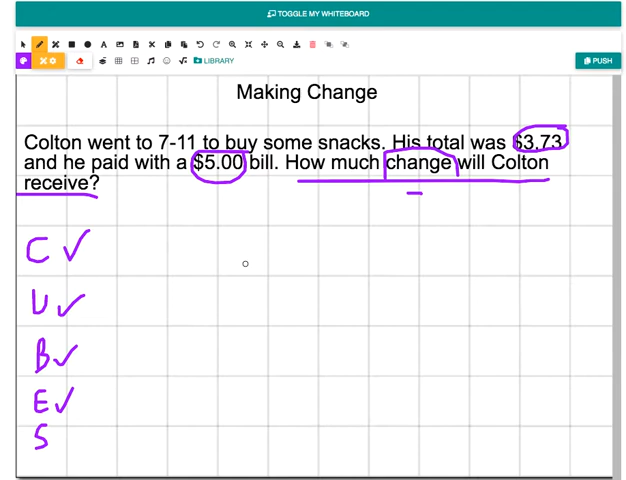 TOGGLE MY WHITEBOARD
A
LIBRARY
PUSH
Making Change
Colton went to 7-11 to buy some snacks. His total was $3.73
and he paid with a $5.00 bill. How much change will Colton
receive?
C ✓
U ✓
B ✓
E ✓
S